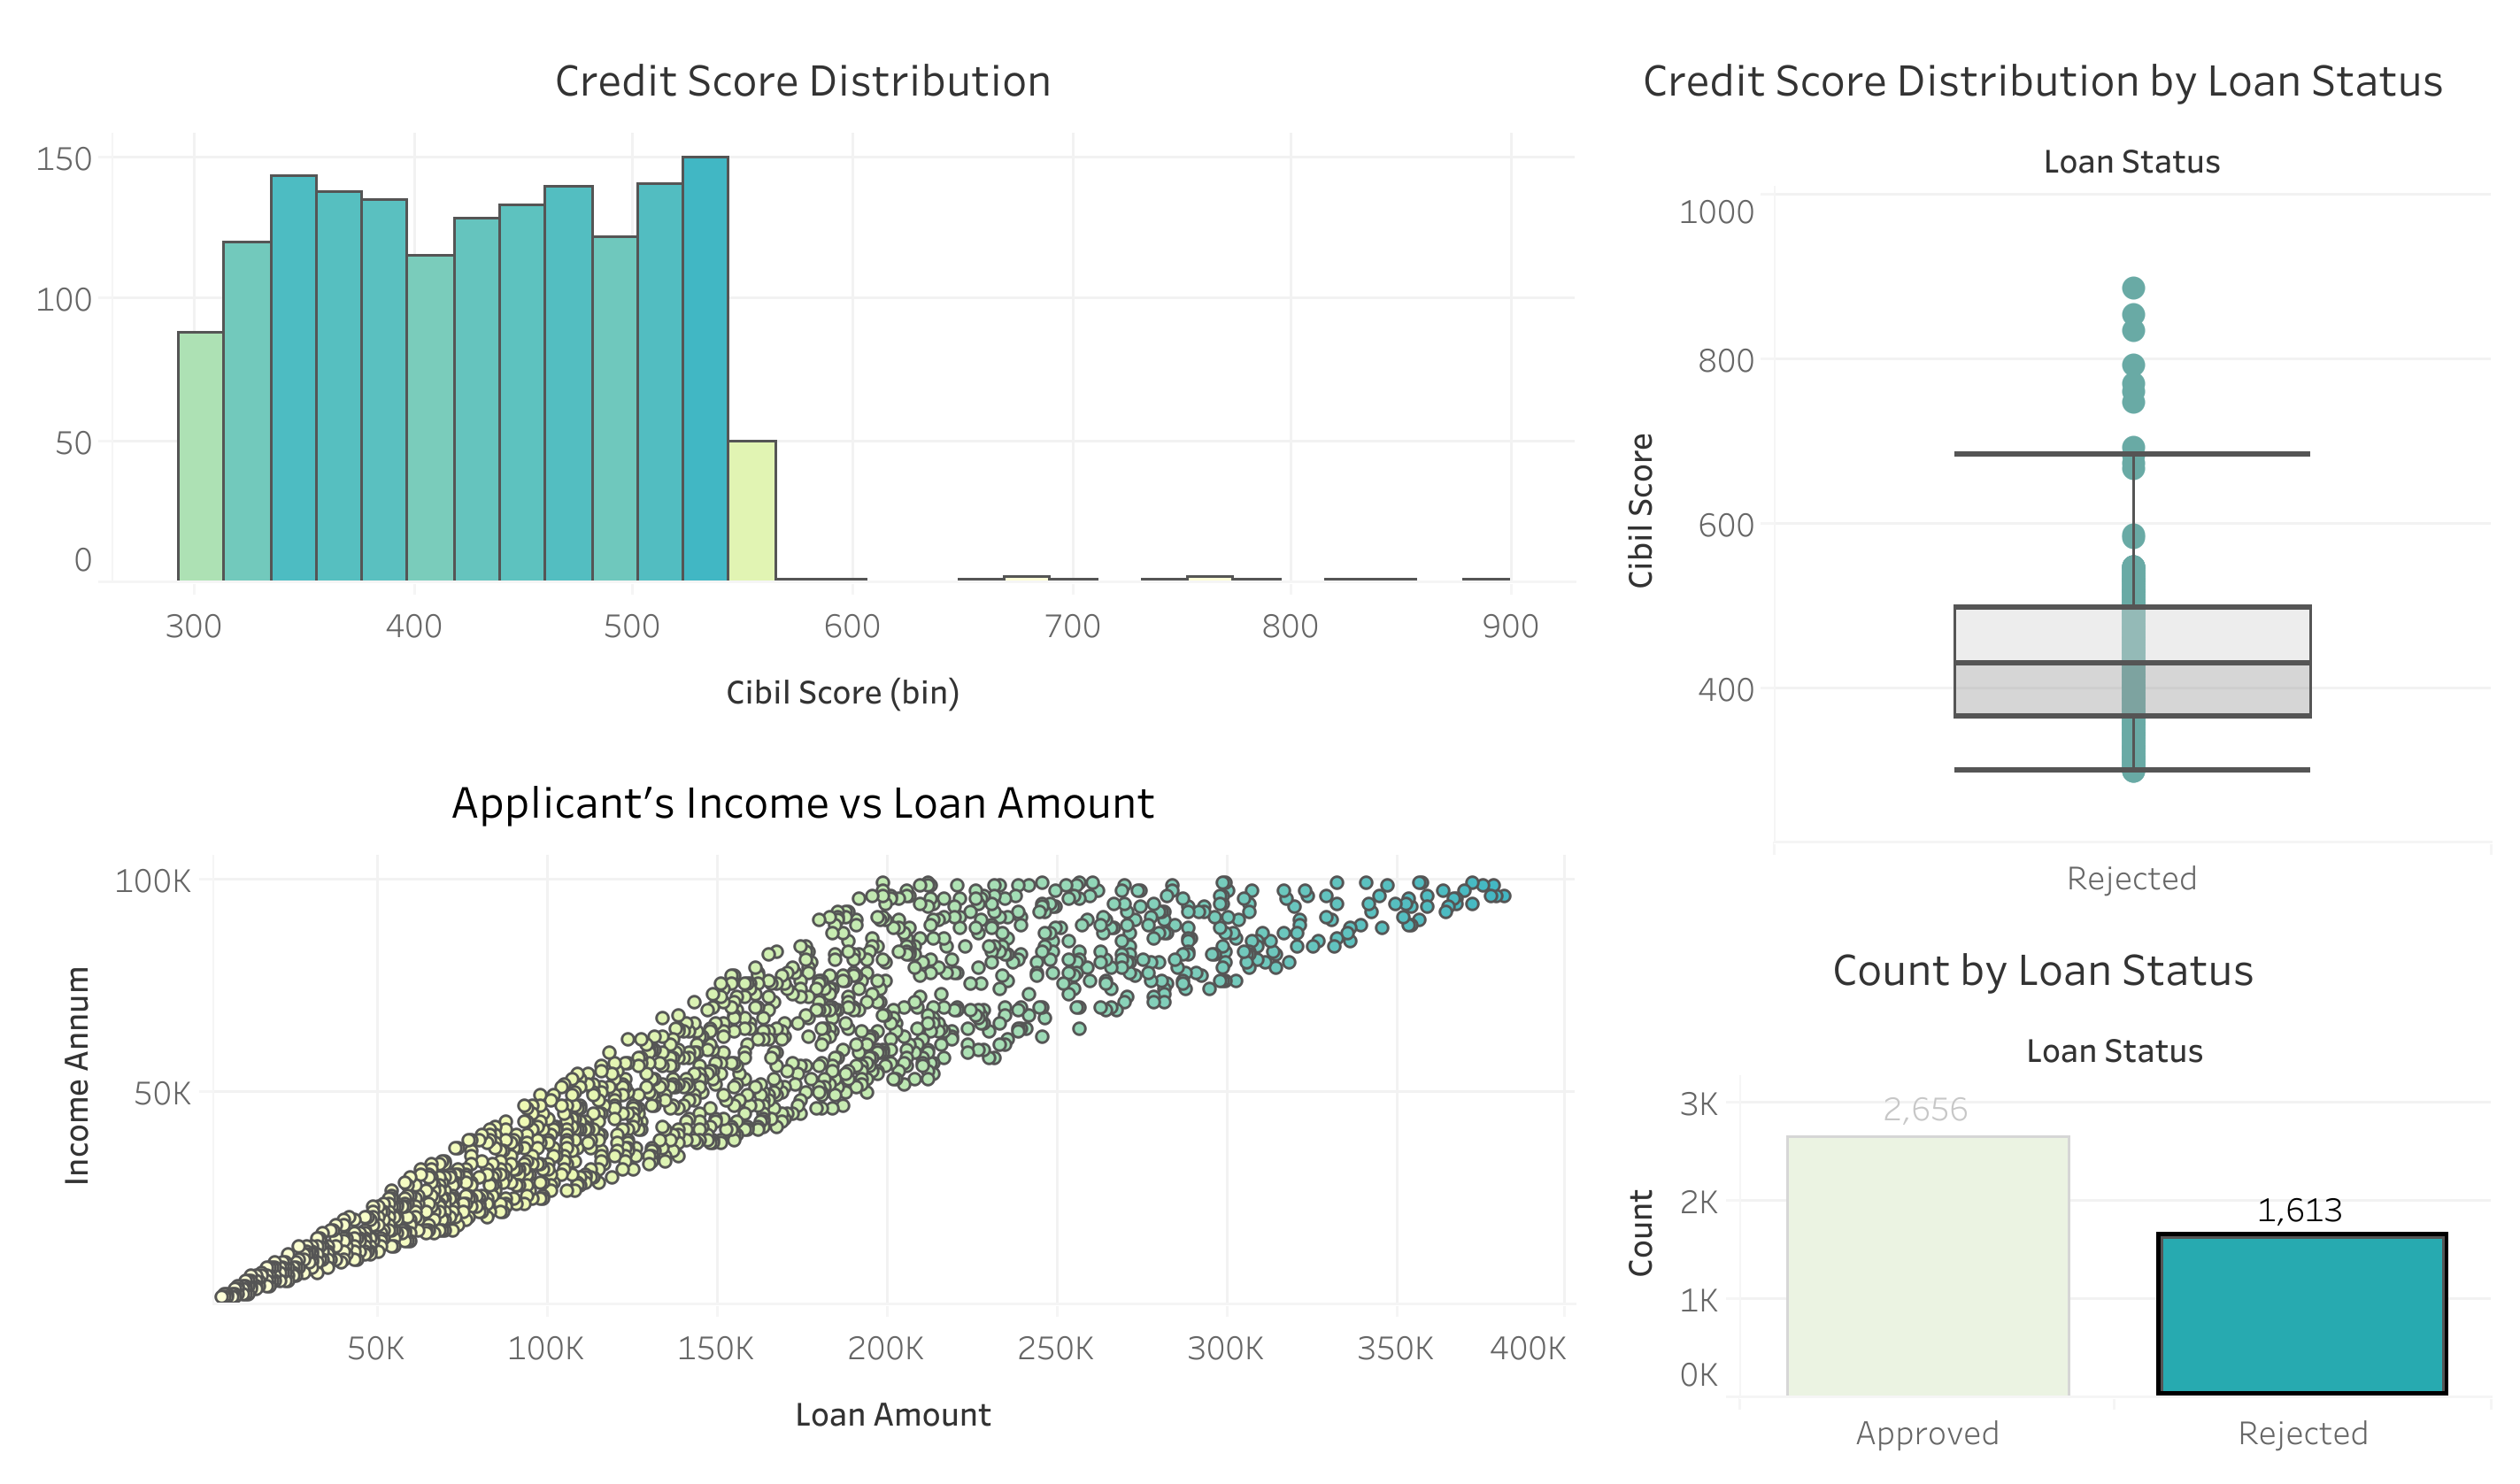 Credit Score Distribution
150
100
50
0
300 400 500 600 700 800 900
Cibil Score (bin)
Credit Score Distribution by Loan Status
Loan Status
1000
800
600
400
Cibil Score
Rejected
Applicant’s Income vs Loan Amount
100K
50K
Income Annum
50K 100K 150K 200K 250K 300K 350K 400K
Loan Amount
Count by Loan Status
Loan Status
3K
2K
1K
0K
Count
2,656
1,613
Approved Rejected